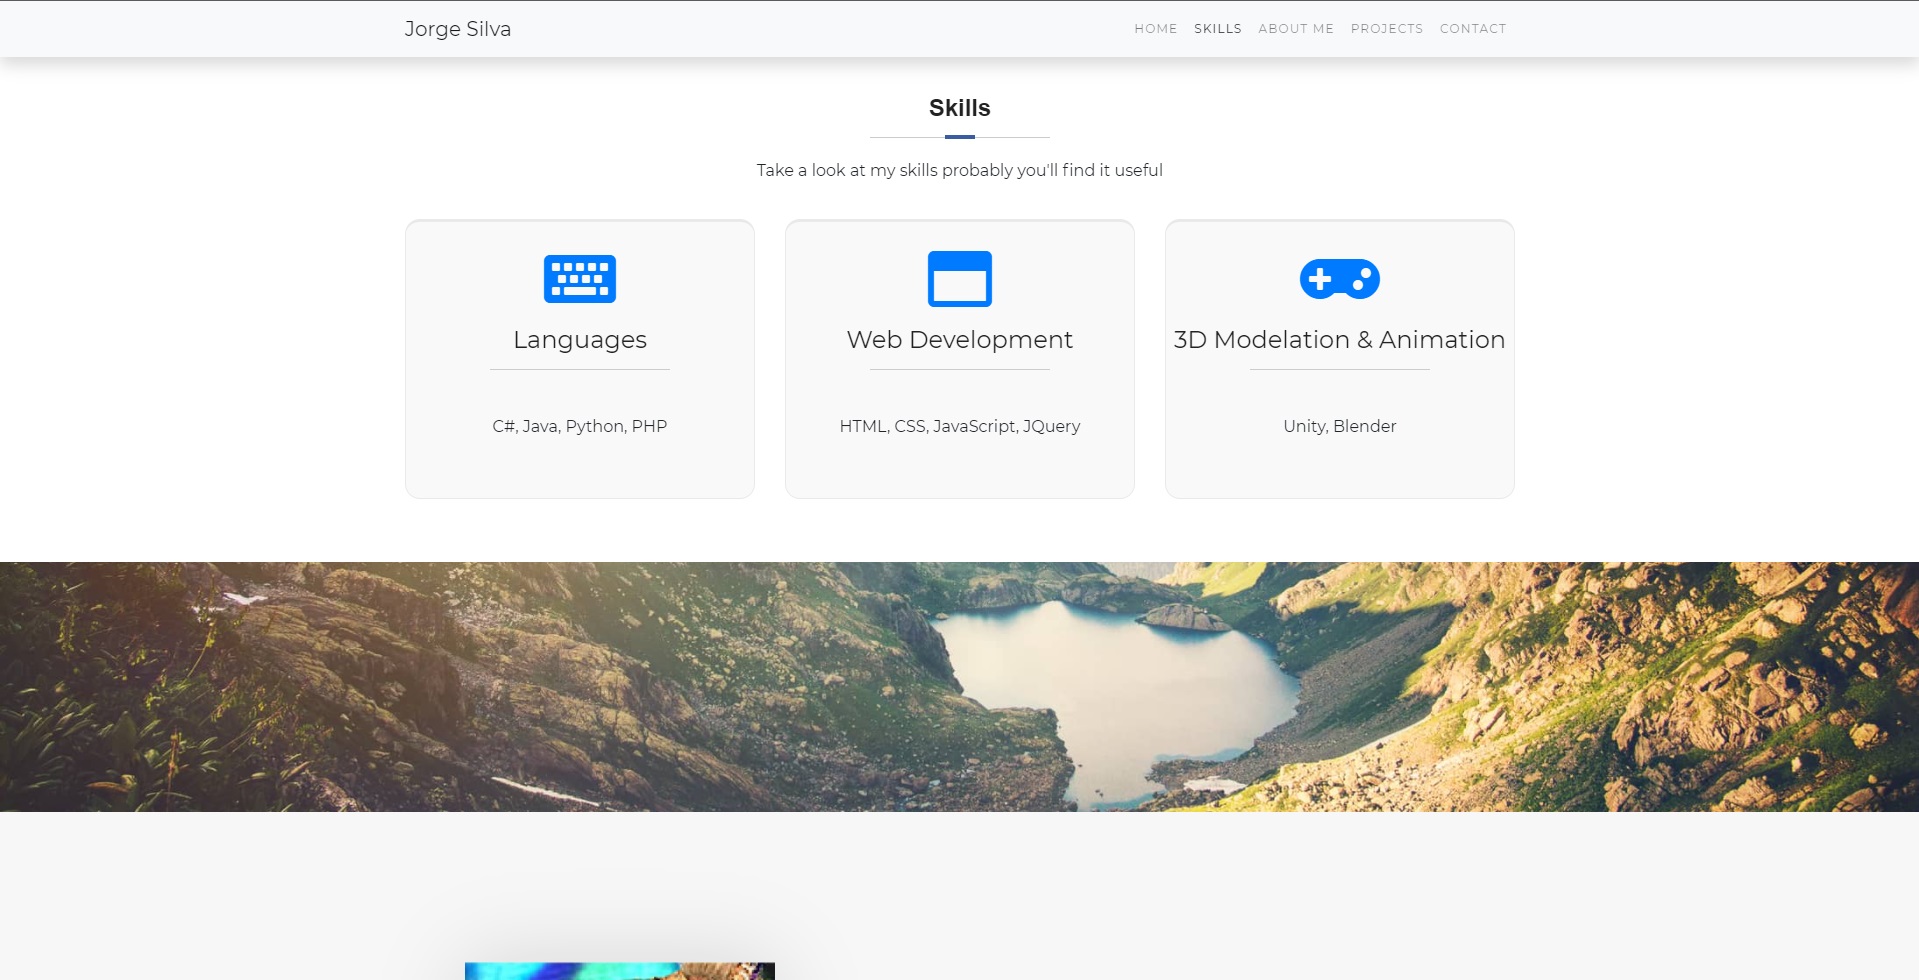 Jorge Silva
HOME SKILLS ABOUT ME PROJECTS CONTACT
Skills
Take a look at my skills probably you'll find it useful
Languages
C#, Java, Python, PHP
Web Development
HTML, CSS, JavaScript, JQuery
3D Modelation & Animation
Unity, Blender